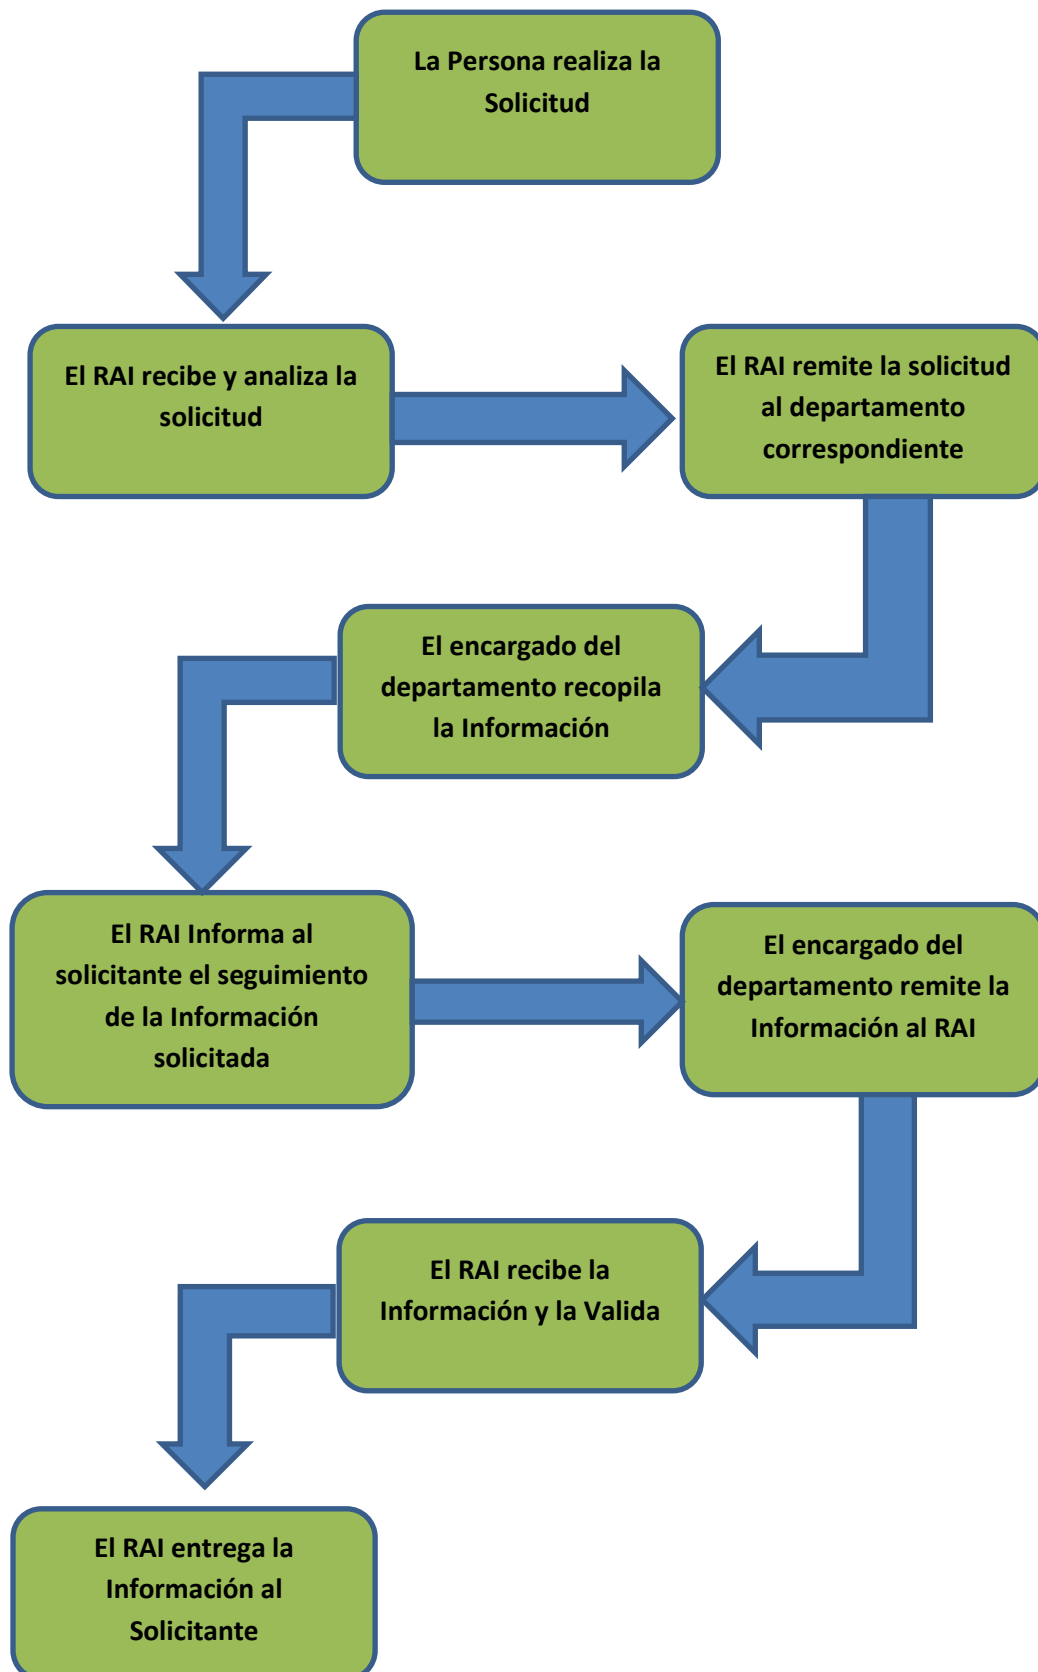 La Persona realiza la
Solicitud
El RAI recibe y analiza la
solicitud
El RAI remite la solicitud
al departamento
correspondiente
El encargado del
departamento recopila
la Información
El RAI Informa al
solicitante el seguimiento
de la Información
solicitada
El encargado del
departamento remite la
Información al RAI
El RAI recibe la
Información y la Valida
El RAI entrega la
Información al
Solicitante